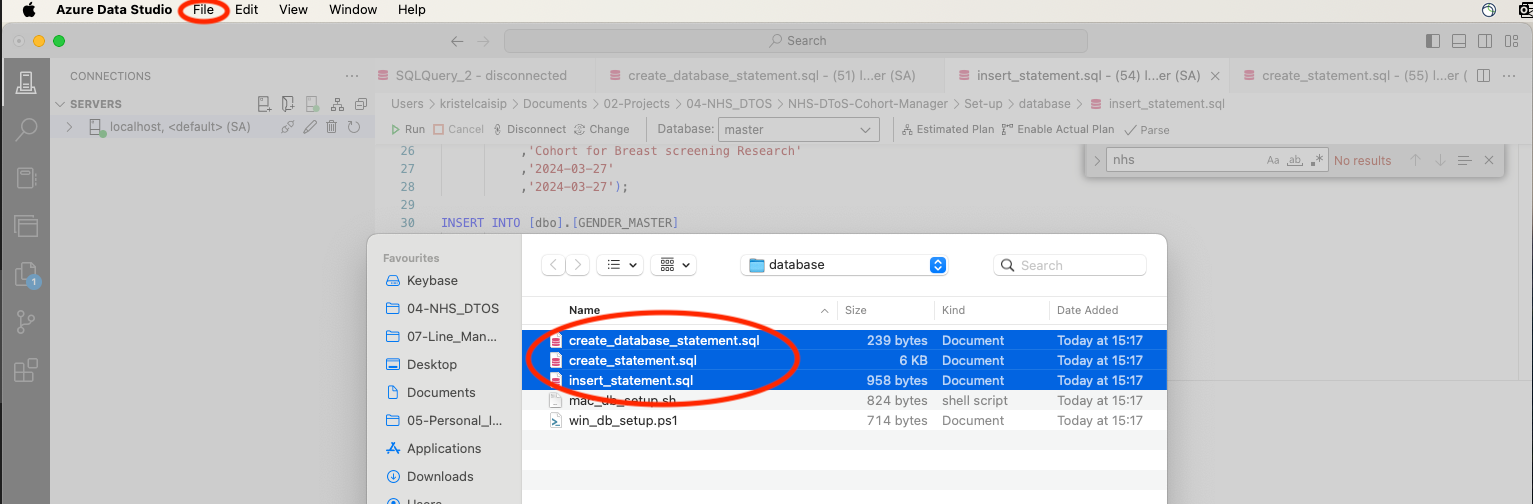 Azure Data Studio File Edit View Window Help
Search
CONNECTIONS ··· SQLQuery_2 - disconnected create_database_statement.sql - (51) l...er (SA) insert_statement.sql - (54) l...er (SA) create_statement.sql - (55) l...er (
SERVERS Users > kristelcaisip > Documents > 02-Projects > 04-NHS_DTOS > NHS-DToS-Cohort-Manager > Set-up > database > insert_statement.sql
localhost, <default> (SA) Run Cancel Disconnect Change Database: master Estimated Plan Enable Actual Plan Parse
26 ,'Cohort for Breast screening Research'
nhs Aa ab .* No results
27 ,'2024-03-27'
28 ,'2024-03-27');
29
30 INSERT INTO [dbo].[GENDER_MASTER]
1
Favourites
Keybase
04-NHS_DTOS
07-Line_Man...
Desktop
Documents
05-Personal_I...
Applications
Downloads
Users
database Search
Name Size Kind Date Added
create_database_statement.sql 239 bytes Document Today at 15:17
create_statement.sql 6 KB Document Today at 15:17
insert_statement.sql 958 bytes Document Today at 15:17
mac_db_setup.sh 824 bytes shell script Today at 15:17
win_db_setup.ps1 714 bytes Document Today at 15:17